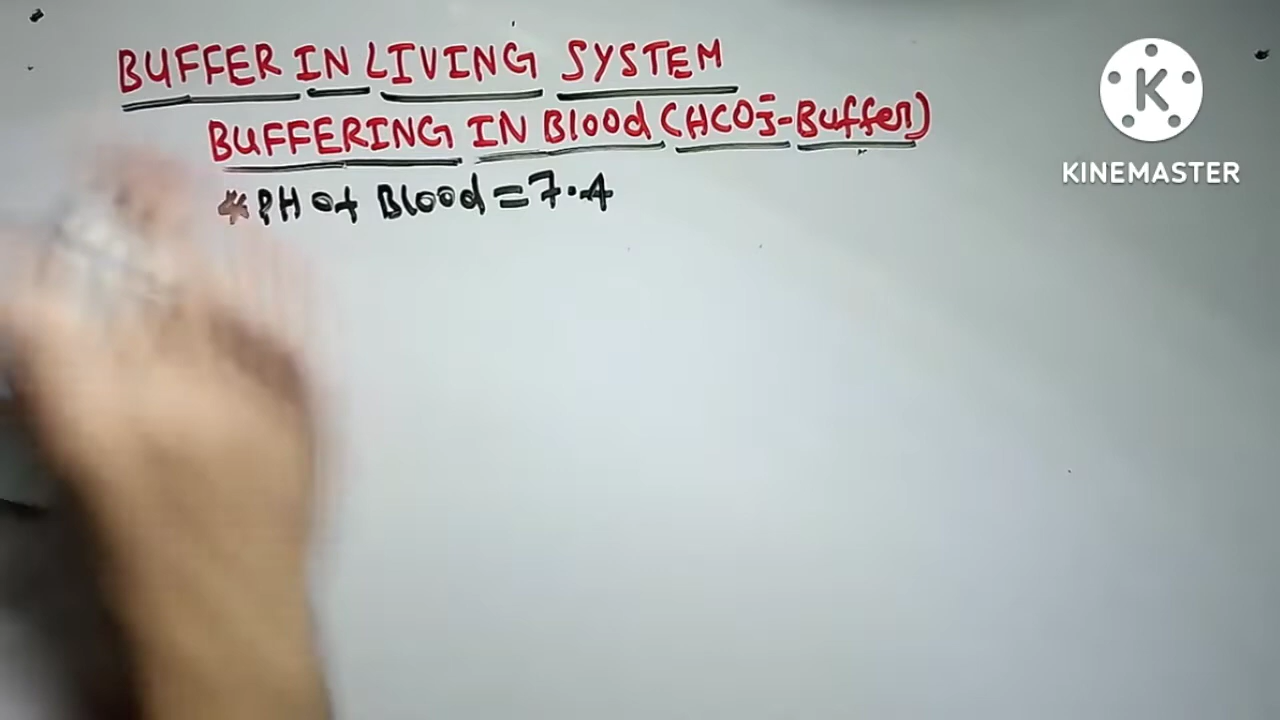 BUFFER IN LIVING SYSTEM
BUFFERING IN Blood (HCO3⁻-Buffer)
* PH of Blood = 7.4
K
KINEMASTER